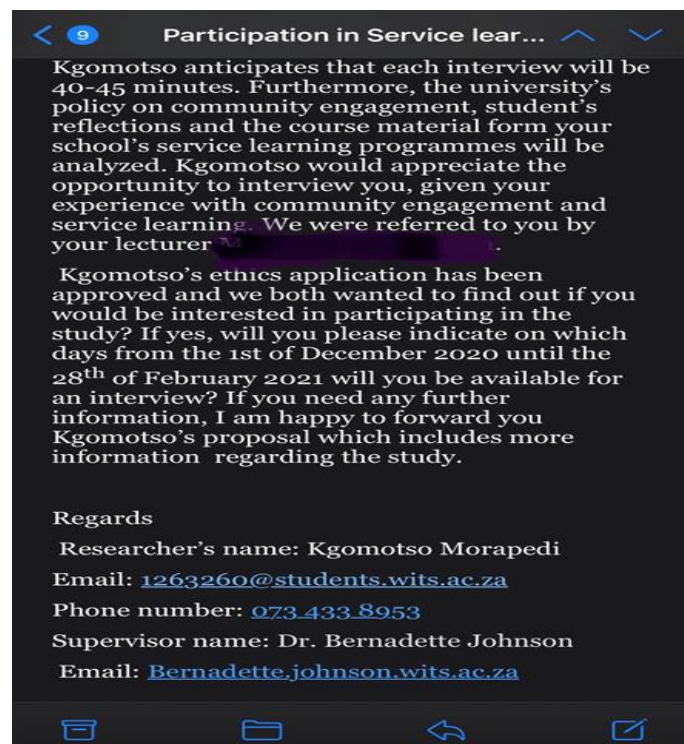 9
Participation in Service lear...
Kgomotso anticipates that each interview will be
40-45 minutes. Furthermore, the university's
policy on community engagement, student's
reflections and the course material form your
school's service learning programmes will be
analyzed. Kgomotso would appreciate the
opportunity to interview you, given your
experience with community engagement and
service learning. We were referred to you by
your lecturer
Kgomotso's ethics application has been
approved and we both wanted to find out if you
would be interested in participating in the
study? If yes, will you please indicate on which
days from the 1st of December 2020 until the
28th of February 2021 will you be available for
an interview? If you need any further
information, I am happy to forward you
Kgomotso's proposal which includes more
information regarding the study.
Regards
Researcher's name: Kgomotso Morapedi
Email: 1263260@students.wits.ac.za
Phone number: 073 433 8953
Supervisor name: Dr. Bernadette Johnson
Email: Bernadette.johnson.wits.ac.za